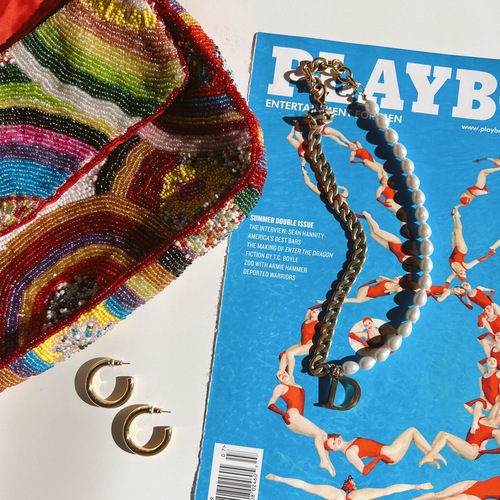 PLAYB
ENTERTAINMENT FOR MEN
www.playb
SUMMER DOUBLE ISSUE
THE INTERVIEW: SEAN HANNITY
AMERICA'S BEST BARS
THE MAKING OF ENTER THE DRAGON
FICTION BY T.C. BOYLE
20Q WITH ARMIE HAMMER
DEPORTED WARRIORS
D
07